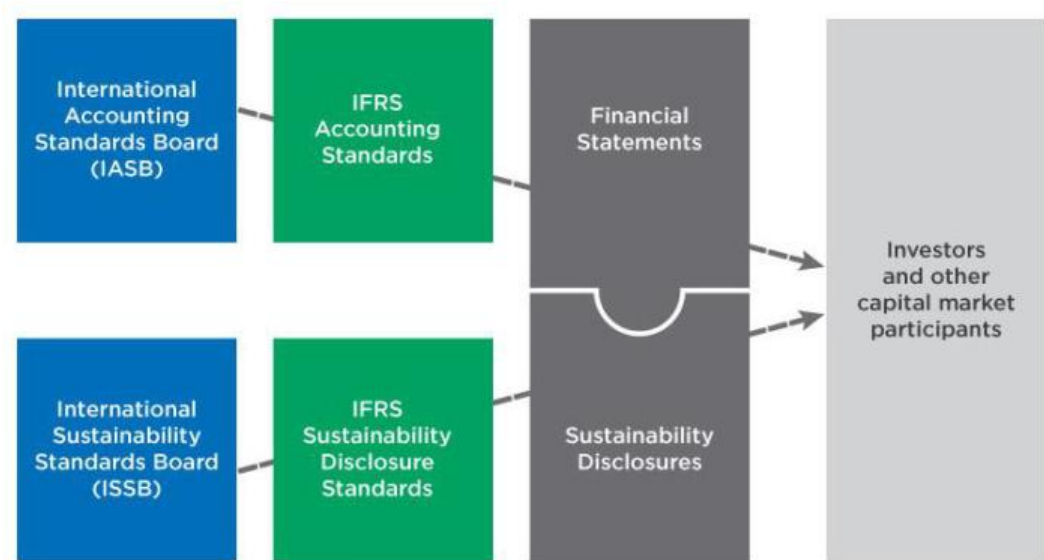 International
Accounting
Standards Board
(IASB)
IFRS
Accounting
Standards
Financial
Statements
Investors
and other
capital market
participants
International
Sustainability
Standards Board
(ISSB)
IFRS
Sustainability
Disclosure
Standards
Sustainability
Disclosures